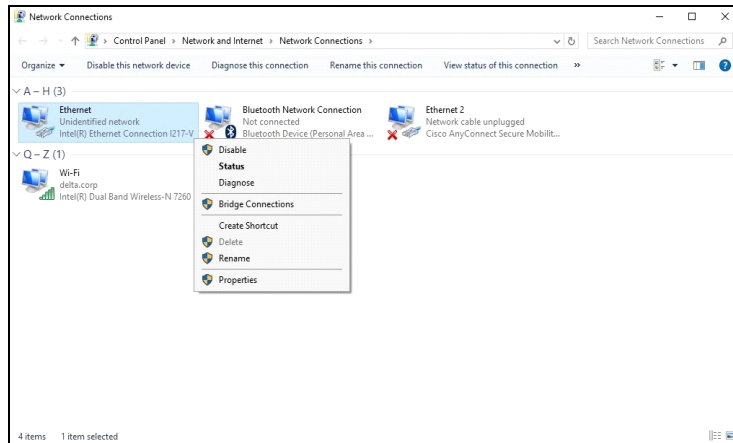 Network Connections
Control Panel > Network and Internet > Network Connections >
Search Network Connections
Organize
Disable this network device
Diagnose this connection
Rename this connection
View status of this connection
»
A – H (3)
Ethernet
Unidentified network
Intel(R) Ethernet Connection I217-V
Bluetooth Network Connection
Not connected
Bluetooth Device (Personal Area ...
Ethernet 2
Network cable unplugged
Cisco AnyConnect Secure Mobilit...
Q – Z (1)
Wi-Fi
delta.corp
Intel(R) Dual Band Wireless-N 7260
Disable
Status
Diagnose
Bridge Connections
Create Shortcut
Delete
Rename
Properties
4 items
1 item selected